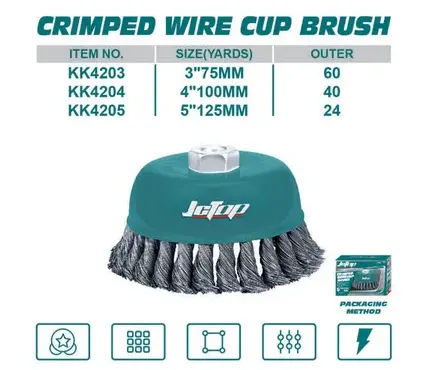 CRIMPED WIRE CUP BRUSH
ITEM NO. SIZE(YARDS) OUTER
KK4203 3"75MM 60
KK4204 4"100MM 40
KK4205 5"125MM 24
JcTop
JcTop
PACKAGING
METHOD